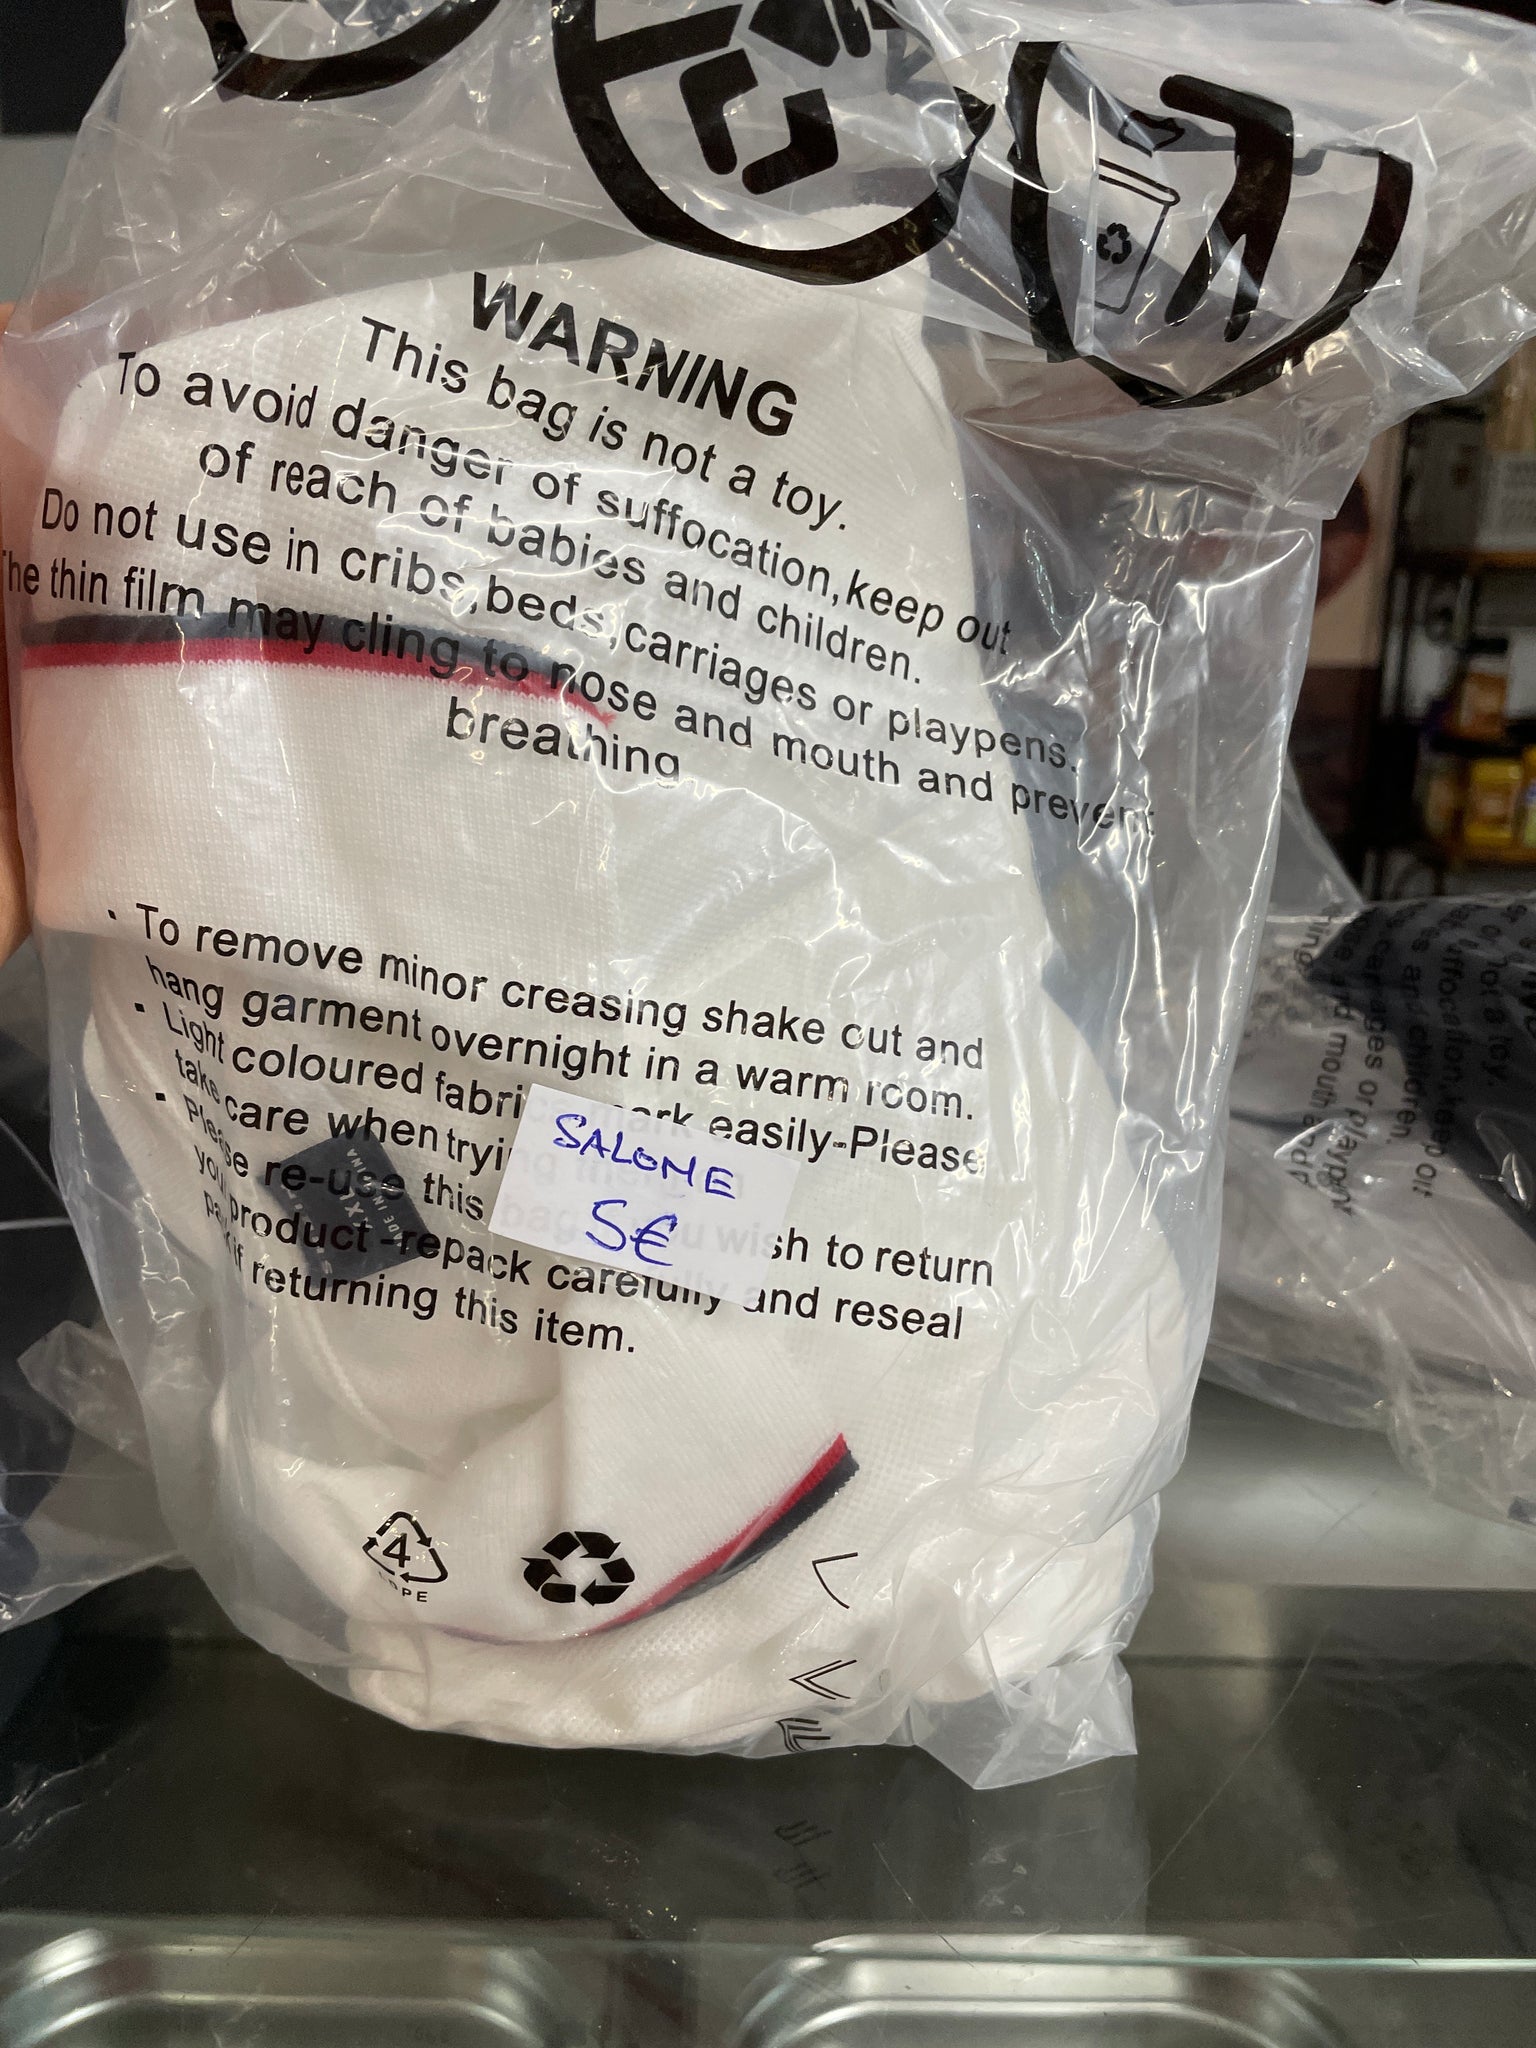 WARNING
This bag is not a toy.
To avoid danger of suffocation,keep out
of reach of babies and children.
Do not use in cribs,beds,carriages or playpens.
The thin film may cling to nose and mouth and prevent
breathing.
· To remove minor creasing shake out and
hang garment overnight in a warm room.
· Light coloured fabrics mark easily-Please
take care when trying
· Please re-use this bag you wish to return
your product-repack carefully and reseal
if returning this item.
SALOME
5€
4
LDPE